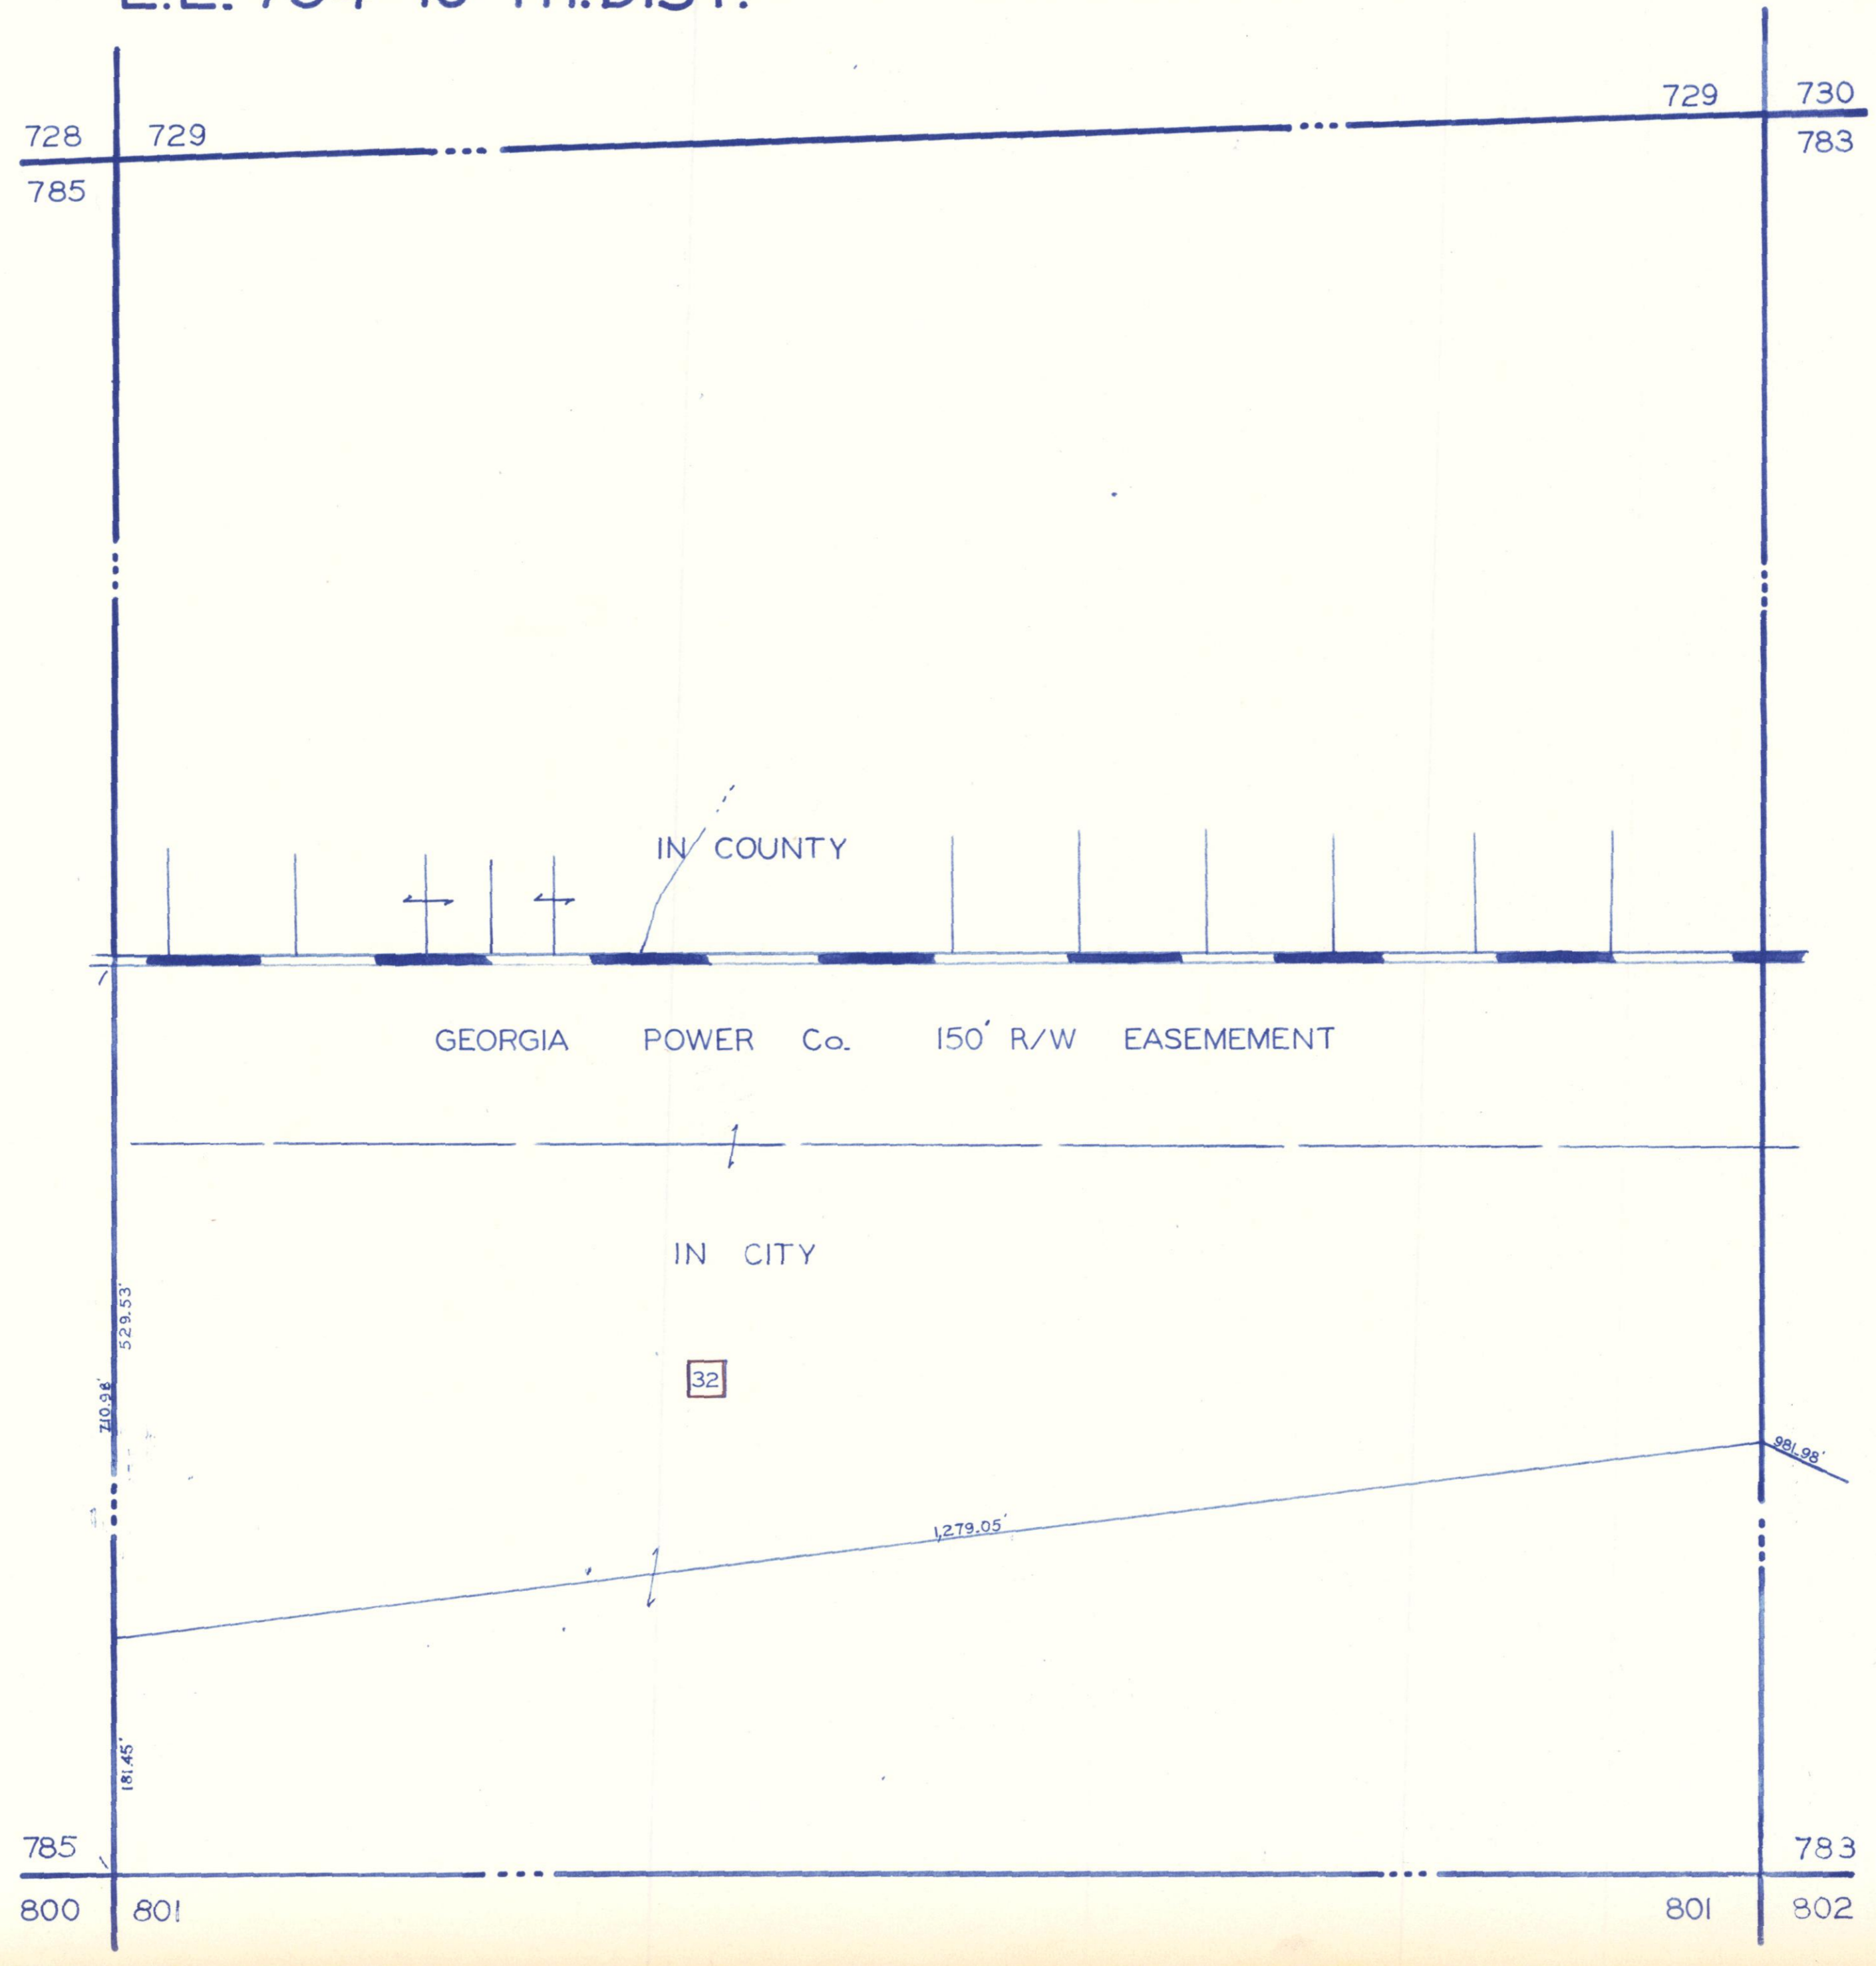 729 730
728 729
783
785
IN COUNTY
GEORGIA POWER Co. 150' R/W EASEMEMENT
IN CITY
529.53'
32
710.98'
981.98'
1,279.05'
181.45'
785 783
800 801 801 802